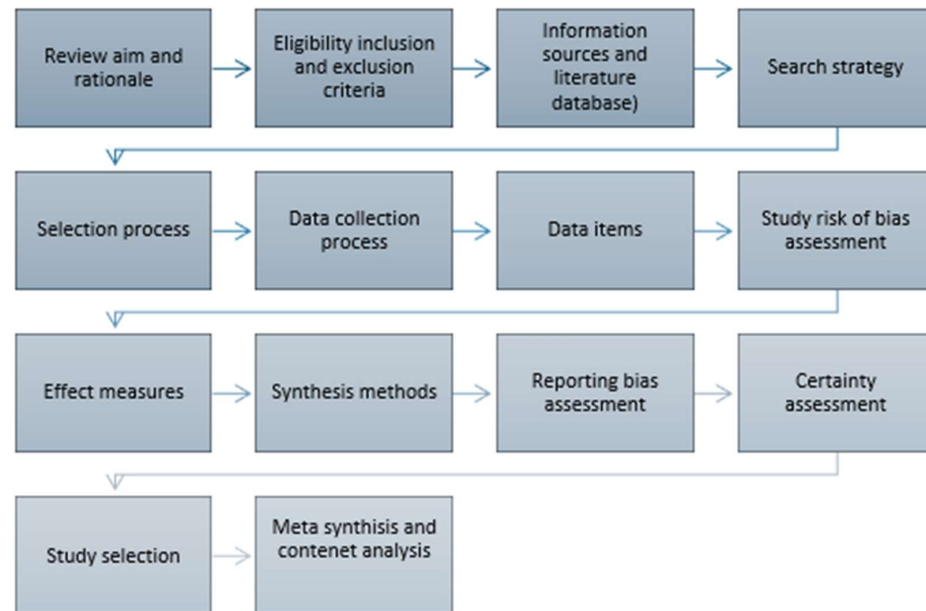 Review aim and
rationale
Eligibility inclusion
and exclusion
criteria
Information
sources and
literature
database)
Search strategy
Selection process
Data collection
process
Data items
Study risk of bias
assessment
Effect measures
Synthesis methods
Reporting bias
assessment
Certainty
assessment
Study selection
Meta synthisis and
contenet analysis